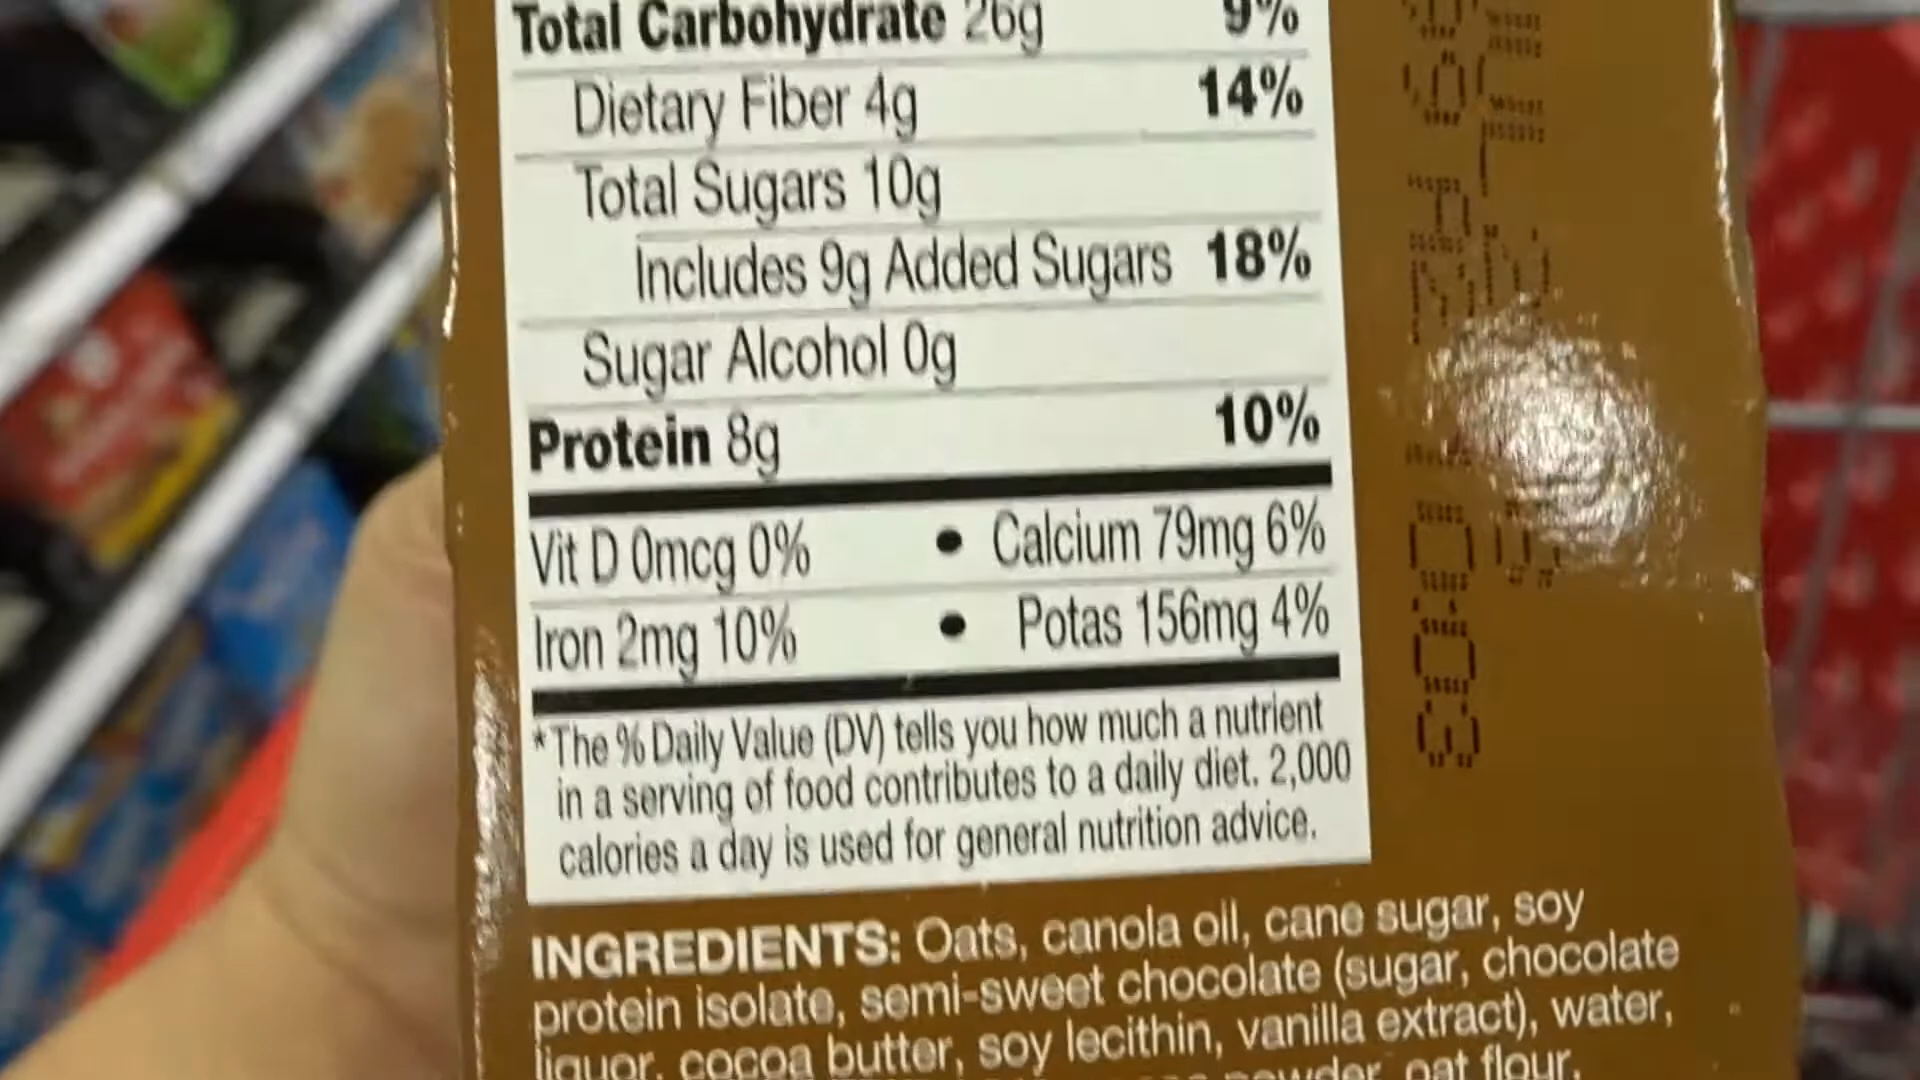 Total Carbohydrate 26g 9%
Dietary Fiber 4g 14%
Total Sugars 10g
Includes 9g Added Sugars 18%
Sugar Alcohol 0g
Protein 8g 10%
Vit D 0mcg 0% • Calcium 79mg 6%
Iron 2mg 10% • Potas 156mg 4%
*The % Daily Value (DV) tells you how much a nutrient
in a serving of food contributes to a daily diet. 2,000
calories a day is used for general nutrition advice.
INGREDIENTS: Oats, canola oil, cane sugar, soy
protein isolate, semi-sweet chocolate (sugar, chocolate
liquor, cocoa butter, soy lecithin, vanilla extract), water,
powder, oat flour,